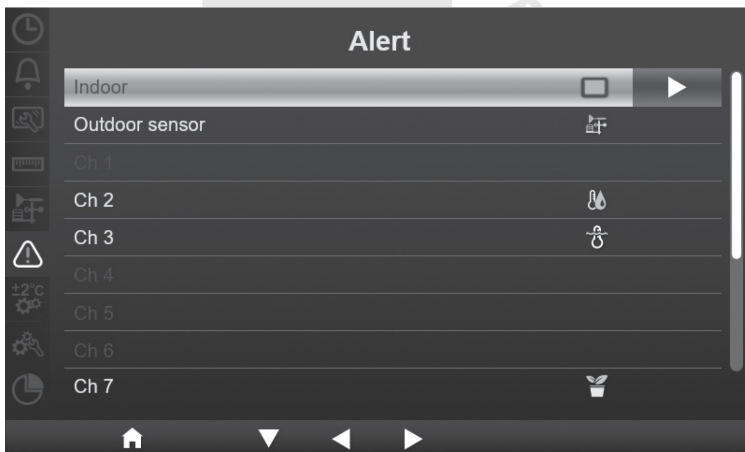 Alert
Indoor
Outdoor sensor
Ch 1
Ch 2
Ch 3
Ch 4
Ch 5
Ch 6
Ch 7
±2°C